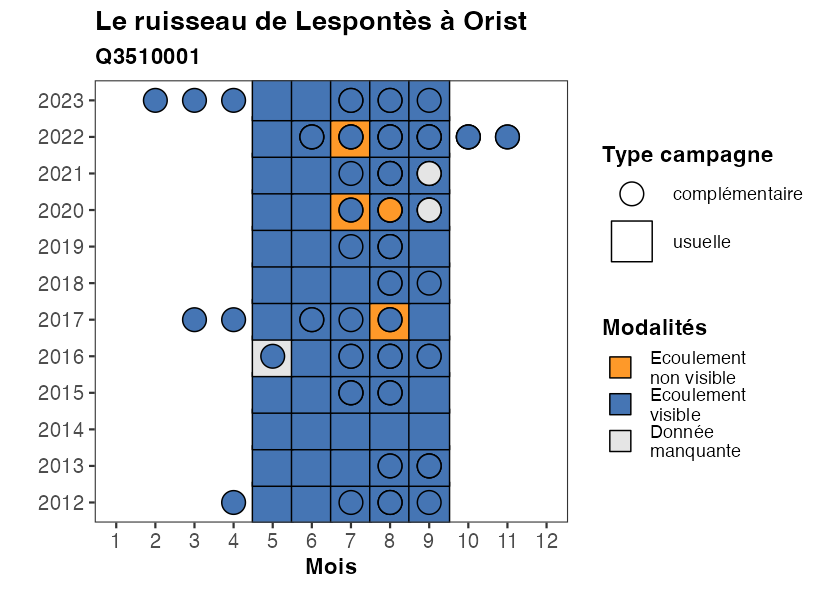 Le ruisseau de Lespontès à Orist
Q3510001
2023
2022
2021
2020
2019
2018
2017
2016
2015
2014
2013
2012
1 2 3 4 5 6 7 8 9 10 11 12
Mois
Type campagne
complémentaire
usuelle
Modalités
Ecoulement
non visible
Ecoulement
visible
Donnée
manquante